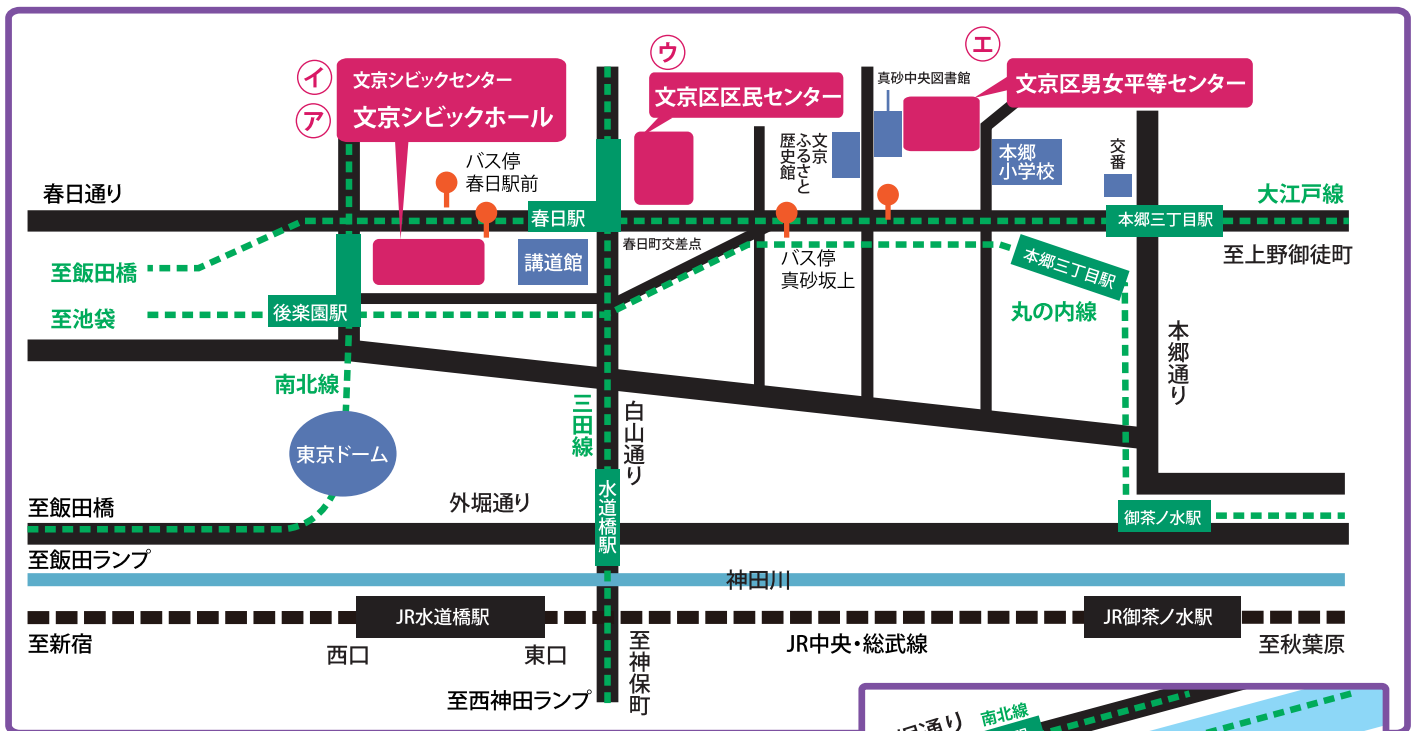 イ
文京シビックセンター
ア
文京シビックホール
ウ
文京区区民センター
エ
文京区男女平等センター
真砂中央図書館
文京
ふるさと
歴史館
本郷
小学校
交番
バス停
春日駅前
春日通り
春日駅
大江戸線
本郷三丁目駅
至上野御徒町
至飯田橋
講道館
春日町交差点
バス停
真砂坂上
本郷三丁目駅
丸の内線
後楽園駅
至池袋
南北線
本郷通り
三田線
白山通り
東京ドーム
水道橋駅
外堀通り
至飯田橋
御茶ノ水駅
至飯田ランプ
神田川
JR水道橋駅
JR御茶ノ水駅
至新宿
西口
東口
至神保町
JR中央・総武線
至秋葉原
至西神田ランプ
南北線
通り